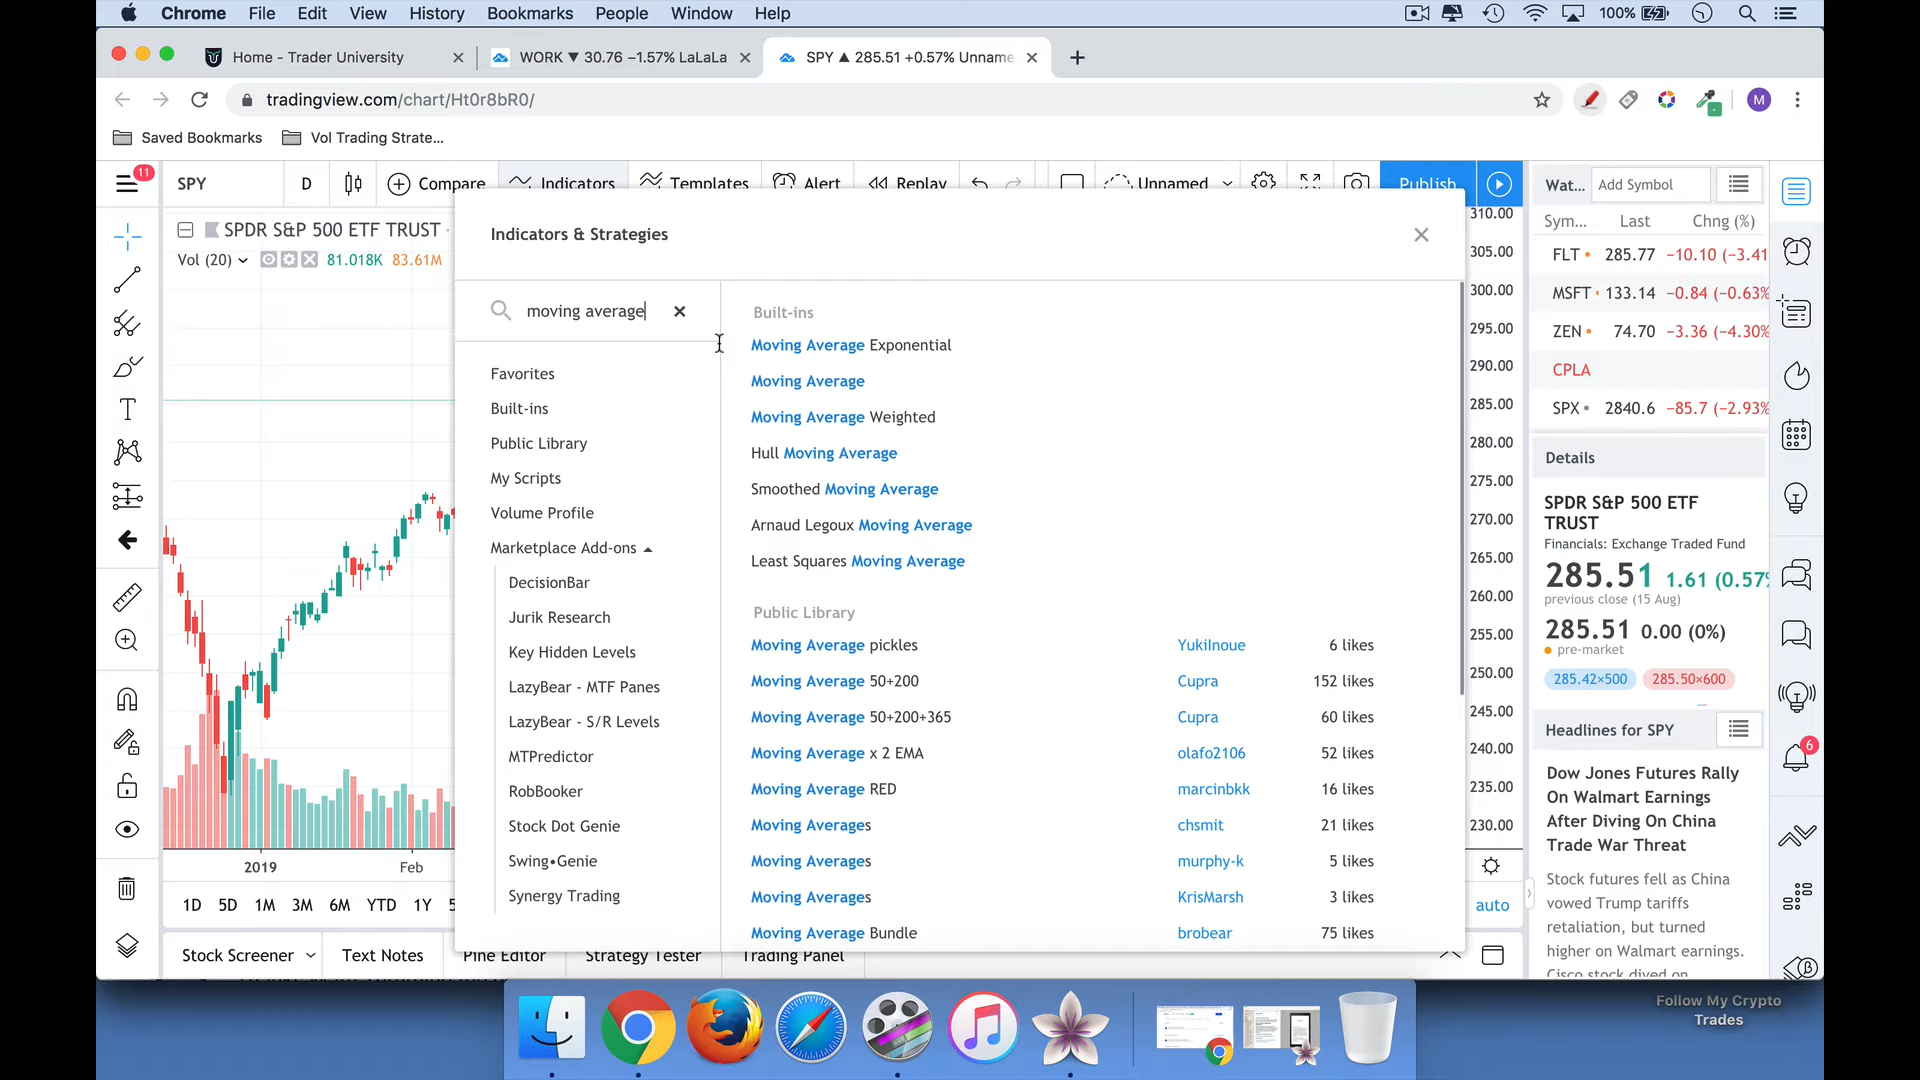 Chrome File Edit View History Bookmarks People Window Help 100%
Home - Trader University
WORK ▼ 30.76 −1.57% LaLaLa
SPY ▲ 285.51 +0.57% Unname
tradingview.com/chart/Ht0r8bR0/
Saved Bookmarks Vol Trading Strate...
11
SPY D Compare Indicators Templates Alert Replay Unnamed Publish
SPDR S&P 500 ETF TRUST
Vol (20) 81.018K 83.61M
Indicators & Strategies
moving average
Favorites
Built-ins
Public Library
My Scripts
Volume Profile
Marketplace Add-ons
DecisionBar
Jurik Research
Key Hidden Levels
LazyBear - MTF Panes
LazyBear - S/R Levels
MTPredictor
RobBooker
Stock Dot Genie
Swing•Genie
Synergy Trading
Built-ins
Moving Average Exponential
Moving Average
Moving Average Weighted
Hull Moving Average
Smoothed Moving Average
Arnaud Legoux Moving Average
Least Squares Moving Average
Public Library
Moving Average pickles YukiInoue 6 likes
Moving Average 50+200 Cupra 152 likes
Moving Average 50+200+365 Cupra 60 likes
Moving Average x 2 EMA olafo2106 52 likes
Moving Average RED marcinbkk 16 likes
Moving Averages chsmit 21 likes
Moving Averages murphy-k 5 likes
Moving Averages KrisMarsh 3 likes
Moving Average Bundle brobear 75 likes
310.00
305.00
300.00
295.00
290.00
285.00
280.00
275.00
270.00
265.00
260.00
255.00
250.00
245.00
240.00
235.00
230.00
auto
2019 Feb
1D 5D 1M 3M 6M YTD 1Y 5
Stock Screener Text Notes Pine Editor Strategy Tester Trading Panel
Wat... Add Symbol
Sym... Last Chng (%)
FLT 285.77 −10.10 (−3.41
MSFT 133.14 −0.84 (−0.63%
ZEN 74.70 −3.36 (−4.30%
CPLA
SPX 2840.6 −85.7 (−2.93%
Details
SPDR S&P 500 ETF
TRUST
Financials: Exchange Traded Fund
285.51 1.61 (0.57%
previous close (15 Aug)
285.51 0.00 (0%)
pre-market
285.42×500 285.50×600
Headlines for SPY
Dow Jones Futures Rally
On Walmart Earnings
After Diving On China
Trade War Threat
Stock futures fell as China
vowed Trump tariffs
retaliation, but turned
higher on Walmart earnings.
Cisco stock dived on
6
β
Follow My Crypto
Trades